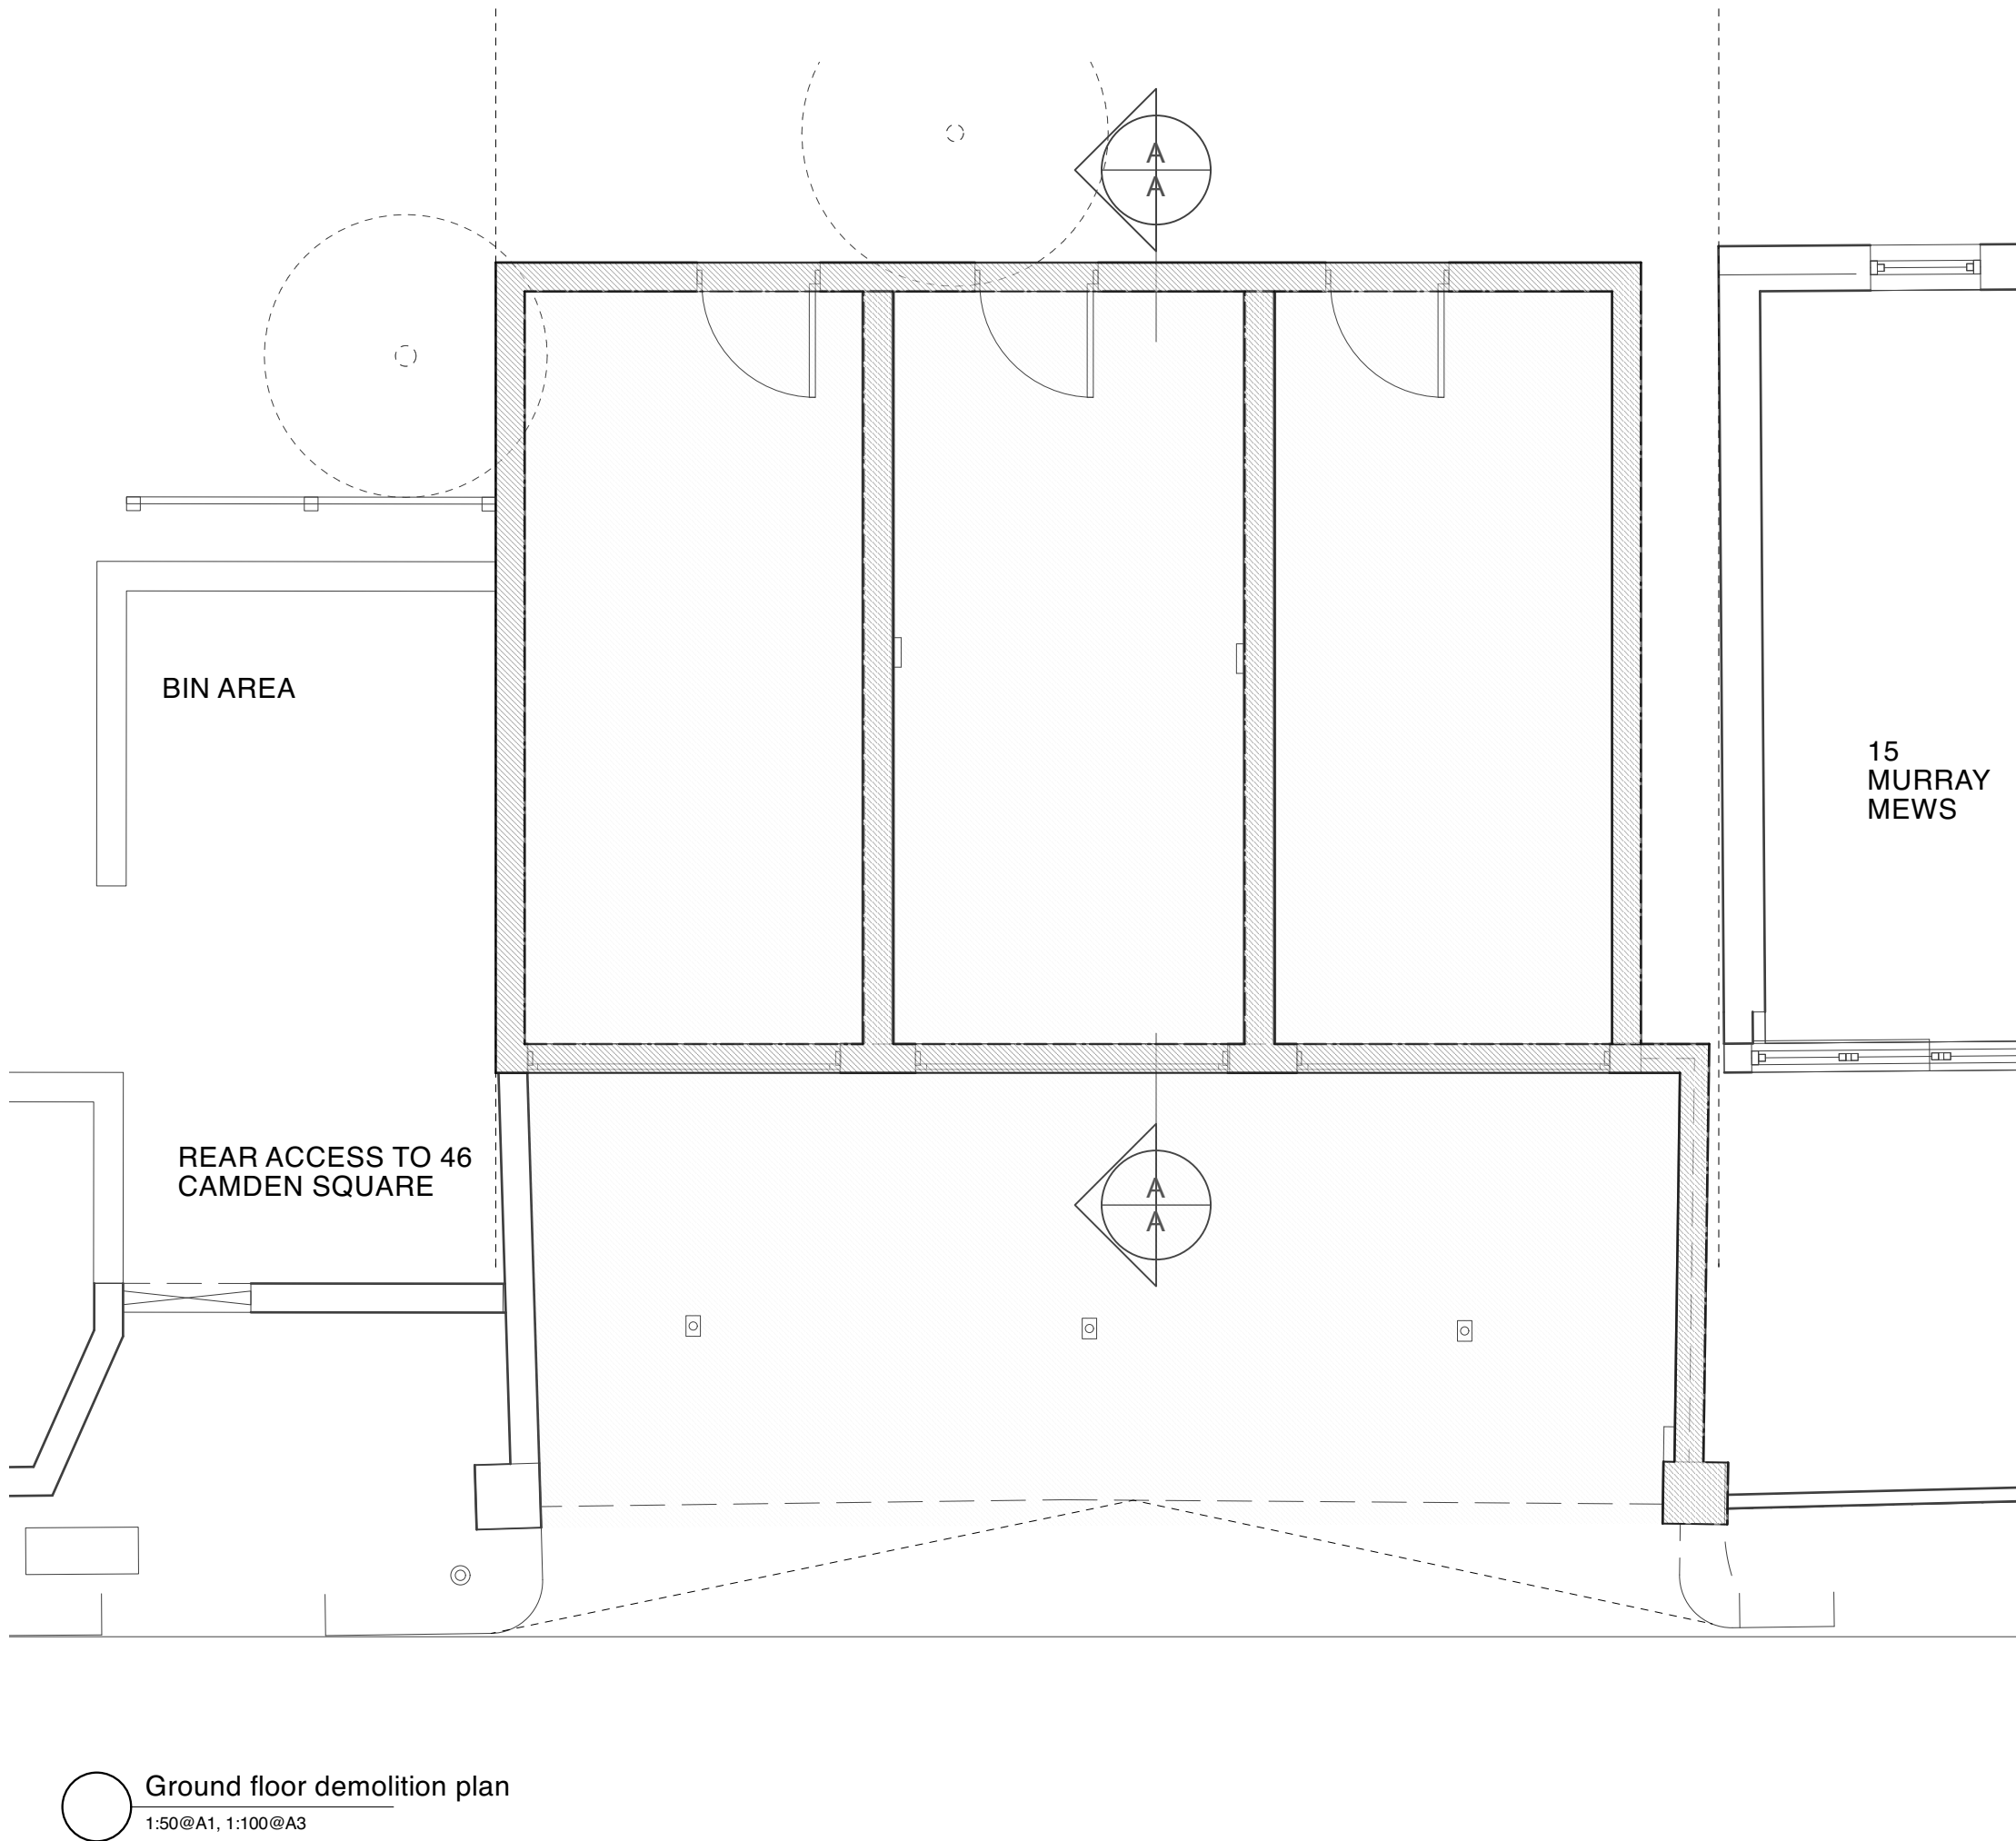 A
A
BIN AREA
15
MURRAY
MEWS
REAR ACCESS TO 46
CAMDEN SQUARE
A
A
Ground floor demolition plan
1:50@A1, 1:100@A3